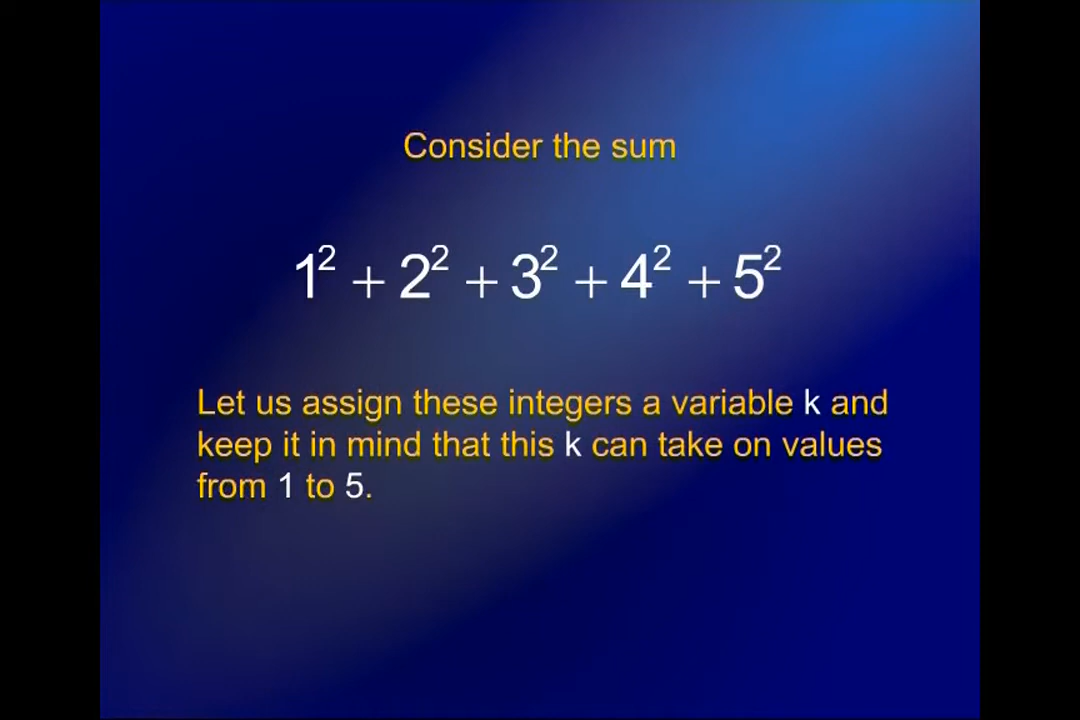 Consider the sum
1² + 2² + 3² + 4² + 5²
Let us assign these integers a variable k and
keep it in mind that this k can take on values
from 1 to 5.